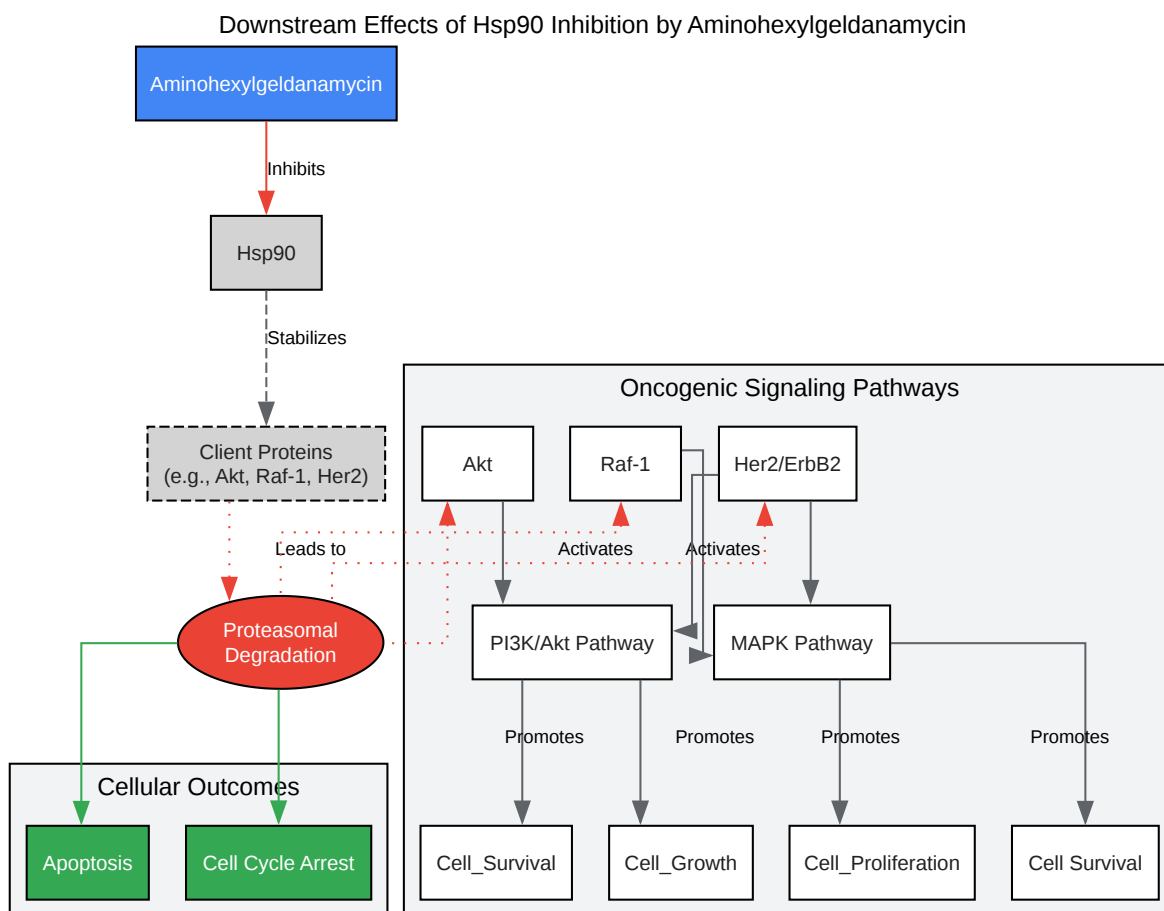 Downstream Effects of Hsp90 Inhibition by Aminohexylgeldanamycin
Aminohexylgeldanamycin
Inhibits
Hsp90
Stabilizes
Oncogenic Signaling Pathways
Client Proteins
(e.g., Akt, Raf-1, Her2)
Akt
Raf-1
Her2/ErbB2
Leads to
Activates
Activates
Proteasomal
Degradation
PI3K/Akt Pathway
MAPK Pathway
Promotes
Promotes
Promotes
Promotes
Cellular Outcomes
Apoptosis
Cell Cycle Arrest
Cell_Survival
Cell_Growth
Cell_Proliferation
Cell Survival